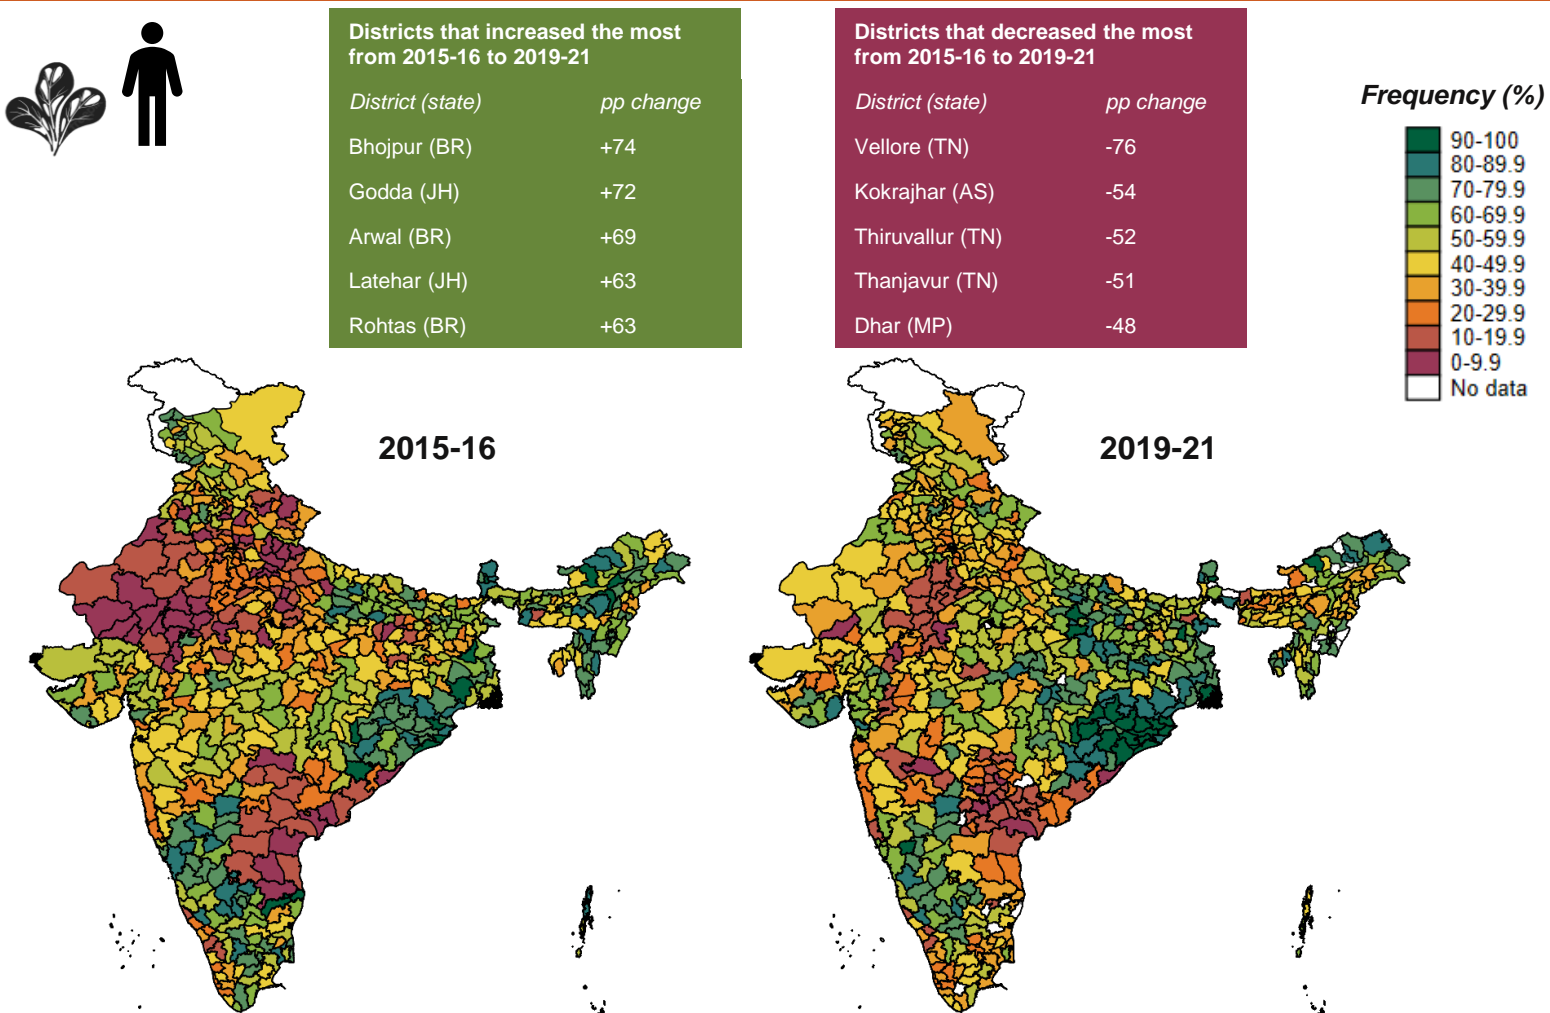 Districts that increased the most
from 2015-16 to 2019-21
District (state) pp change
Bhojpur (BR) +74
Godda (JH) +72
Arwal (BR) +69
Latehar (JH) +63
Rohtas (BR) +63
Districts that decreased the most
from 2015-16 to 2019-21
District (state) pp change
Vellore (TN) -76
Kokrajhar (AS) -54
Thiruvallur (TN) -52
Thanjavur (TN) -51
Dhar (MP) -48
Frequency (%)
90-100
80-89.9
70-79.9
60-69.9
50-59.9
40-49.9
30-39.9
20-29.9
10-19.9
0-9.9
No data
2015-16
2019-21